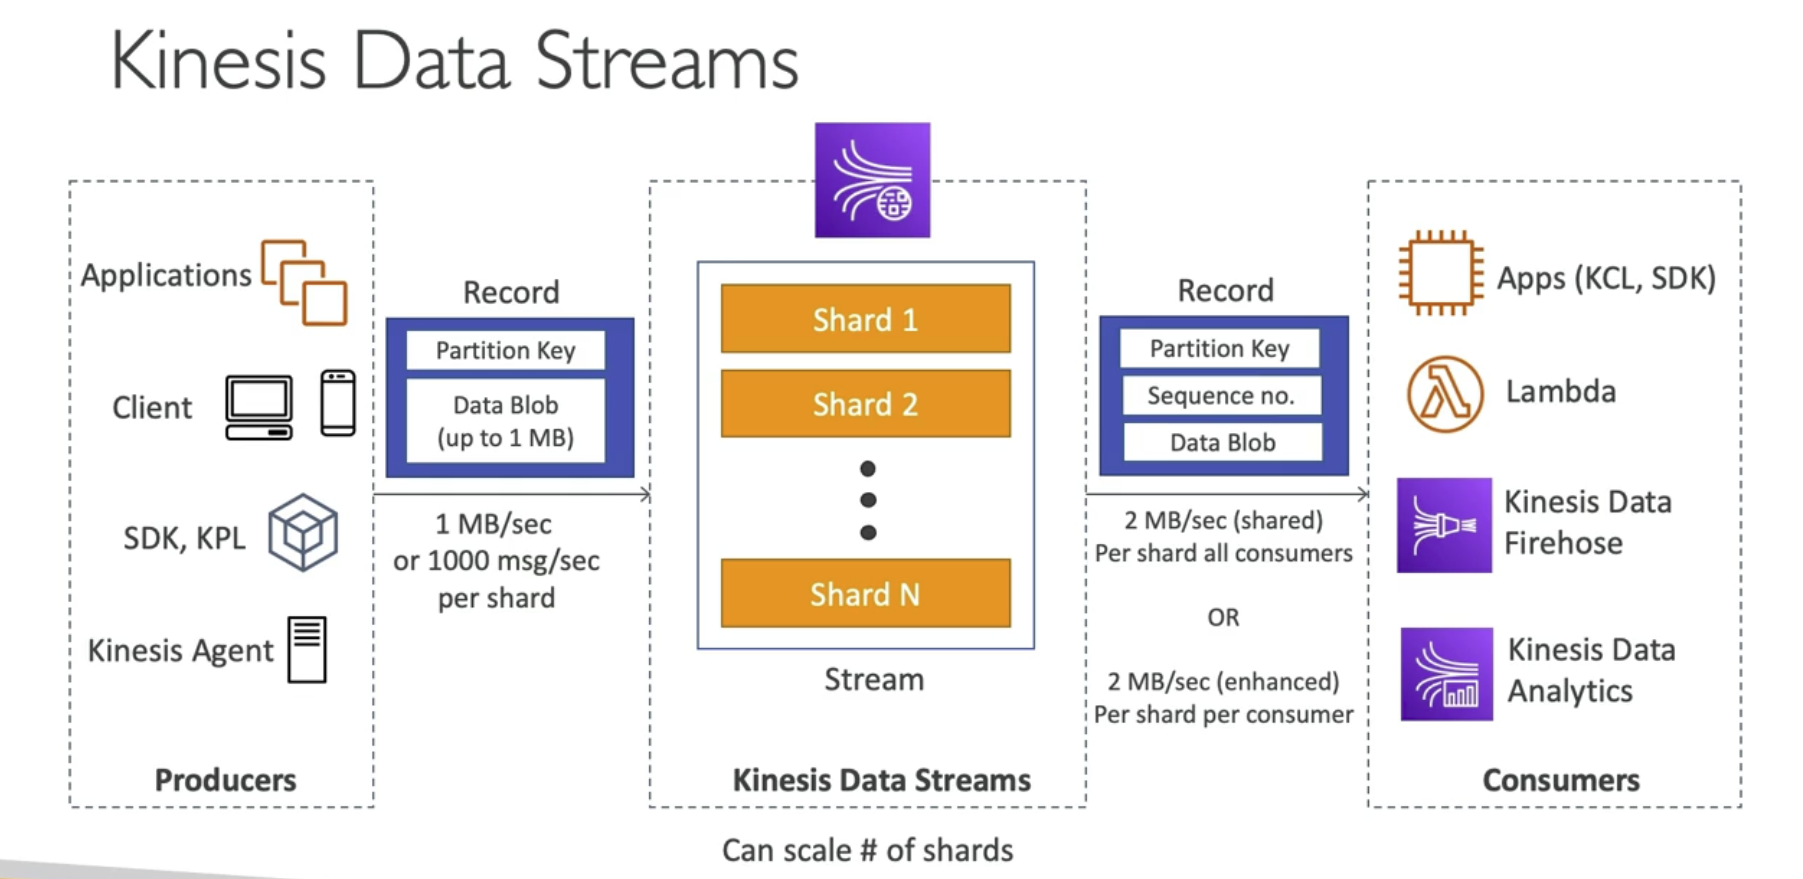 Kinesis Data Streams
Applications
Client
SDK, KPL
Kinesis Agent
Producers
Record
Partition Key
Data Blob
(up to 1 MB)
1 MB/sec
or 1000 msg/sec
per shard
Shard 1
Shard 2
Shard N
Stream
Kinesis Data Streams
Can scale # of shards
Record
Partition Key
Sequence no.
Data Blob
2 MB/sec (shared)
Per shard all consumers
OR
2 MB/sec (enhanced)
Per shard per consumer
Apps (KCL, SDK)
Lambda
Kinesis Data
Firehose
Kinesis Data
Analytics
Consumers